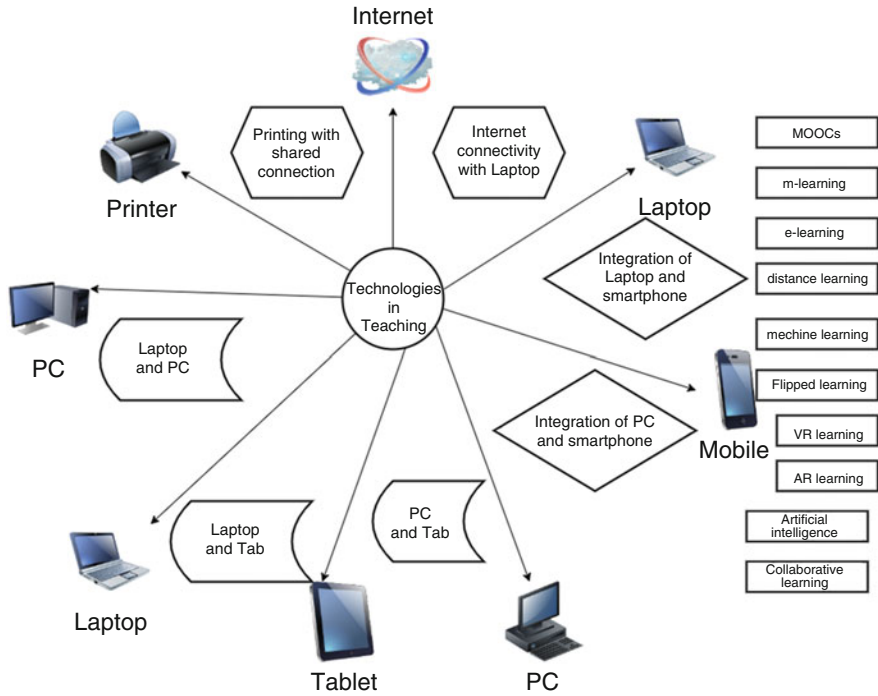 Internet
Printing with
shared
connection
Internet
connectivity
with Laptop
Printer
Laptop
MOOCs
m-learning
e-learning
distance learning
mechine learning
Flipped learning
VR learning
AR learning
Artificial
intelligence
Collaborative
learning
Integration of
Laptop and
smartphone
Technologies
in
Teaching
PC
Laptop
and PC
Integration of PC
and smartphone
Mobile
Laptop
and Tab
PC
and Tab
Laptop
Tablet
PC